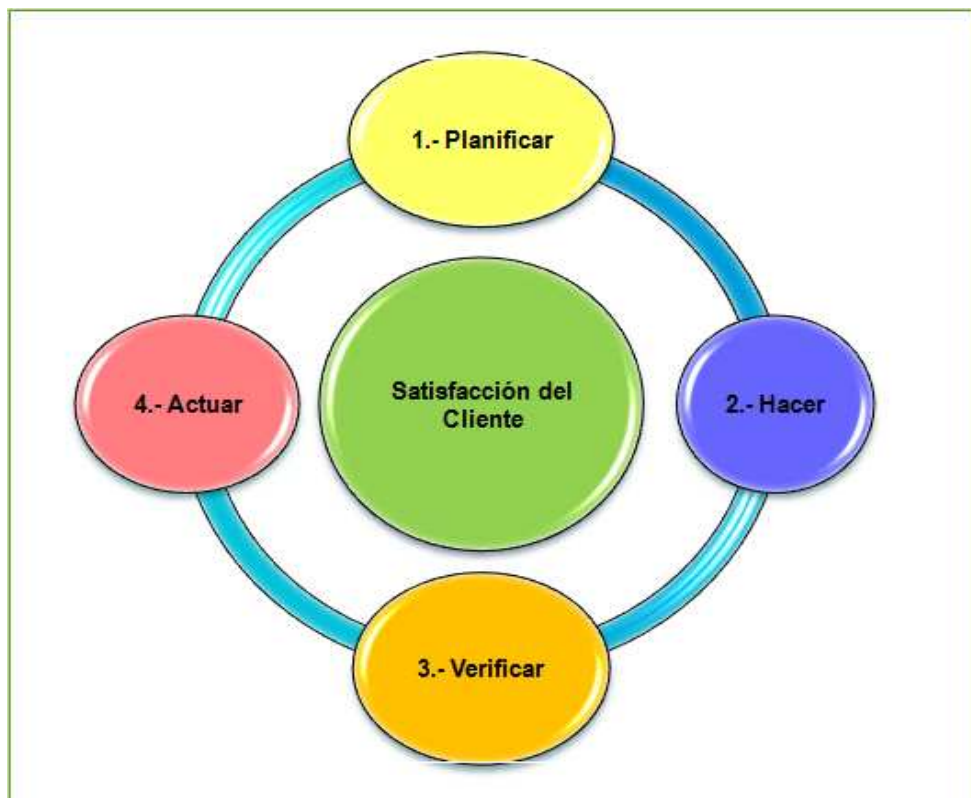 1.- Planificar
4.- Actuar
Satisfacción del
Cliente
2.- Hacer
3.- Verificar